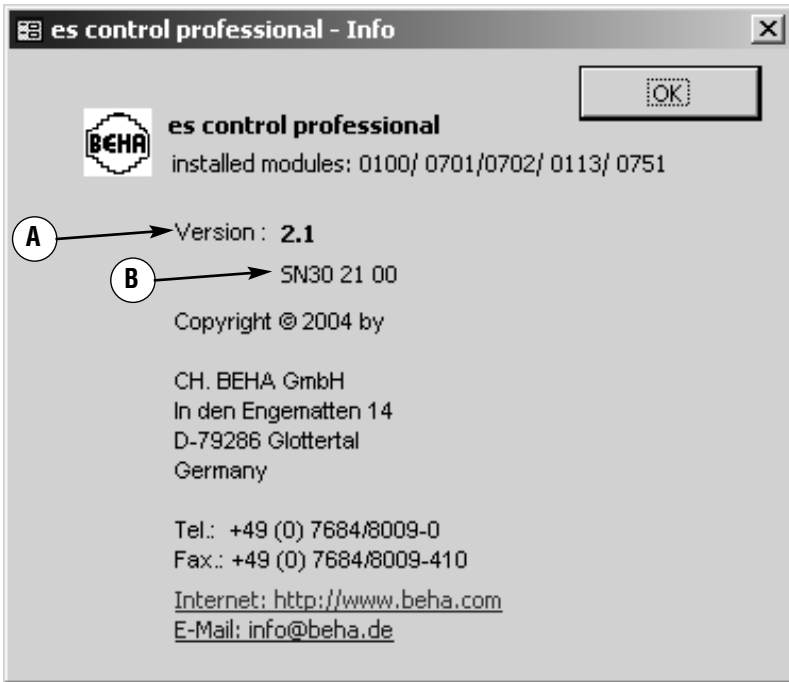 es control professional - Info
OK
BEHA
es control professional
installed modules: 0100/ 0701/0702/ 0113/ 0751
A
Version : 2.1
B
SN30 21 00
Copyright © 2004 by
CH. BEHA GmbH
In den Engematten 14
D-79286 Glottertal
Germany
Tel.: +49 (0) 7684/8009-0
Fax.: +49 (0) 7684/8009-410
Internet: http://www.beha.com
E-Mail: info@beha.de